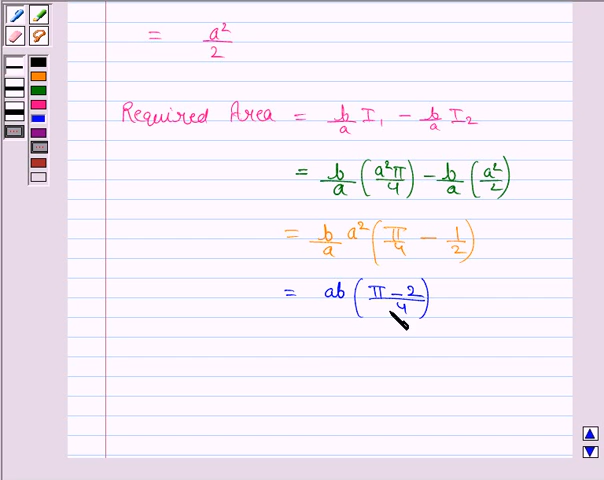 = a²/2
Required Area = b/a I₁ - b/a I₂
= b/a (a²π/4) - b/a (a²/2)
= b/a a² (π/4 - 1/2)
= ab (π - 2/4)